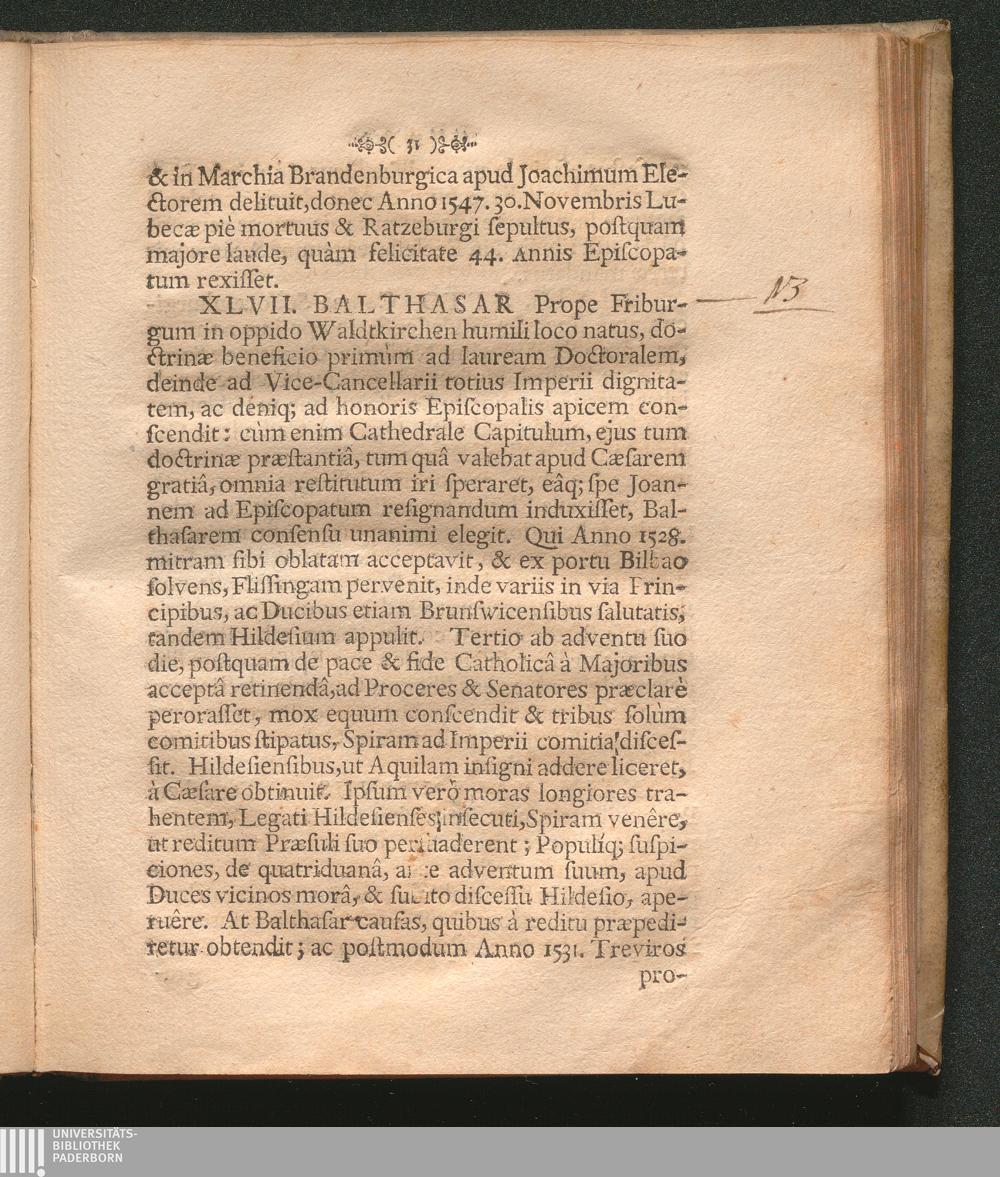 ( 31 )
& in Marchiâ Brandenburgica apud Joachimum Ele-
ctorem delituit, donec Anno 1547. 30. Novembris Lu-
becæ piè mortuus & Ratzeburgi ſepultus, poſtquam
majore laude, quàm felicitate 44. Annis Epiſcopa-
tum rexiſſet.
XLVII. BALTHASAR Prope Fribur-
NB
gum in oppido Waldtkirchen humili loco natus, do-
ctrinæ beneficio primùm ad lauream Doctoralem,
deinde ad Vice-Cancellarii totius Imperii dignita-
tem, ac déniq; ad honoris Epiſcopalis apicem con-
ſcendit: cùm enim Cathedrale Capitulum, ejus tum
doctrinæ præſtantiâ, tum quâ valebat apud Cæſarem
gratiâ, omnia reſtitutum iri ſperaret, eâq; ſpe Joan-
nem ad Epiſcopatum reſignandum induxiſſet, Bal-
thaſarem conſenſu unanimi elegit. Qui Anno 1528.
mitram ſibi oblatam acceptavit, & ex portu Bilbao
ſolvens, Fliſſingam pervenit, inde variis in via Prin-
cipibus, ac Ducibus etiam Brunſwicenſibus ſalutatis,
tandem Hildeſium appulit. Tertio ab adventu ſuo
die, poſtquam de pace & fide Catholicâ à Majoribus
acceptâ retinendâ, ad Proceres & Senatores præclarè
peroraſſet, mox equum conſcendit & tribus ſolùm
comitibus ſtipatus, Spiram ad Imperii comitia diſceſ-
ſit. Hildeſienſibus, ut Aquilam inſigni addere liceret,
à Cæſare obtinuit. Ipſum verò moras longiores tra-
hentem, Legati Hildeſienſes inſecuti, Spiram venêre,
ut reditum Præſuli ſuo perſuaderent; Populíq; ſuſpi-
ciones, de quatriduanâ, ante adventum ſuum, apud
Duces vicinos morâ, & ſubito diſceſſu Hildeſio, ape-
ruêre. At Balthaſar cauſas, quibus à reditu præpedi-
retur obtendit; ac poſtmodum Anno 1531. Treviros
pro-
UNIVERSITÄTS-
BIBLIOTHEK
PADERBORN